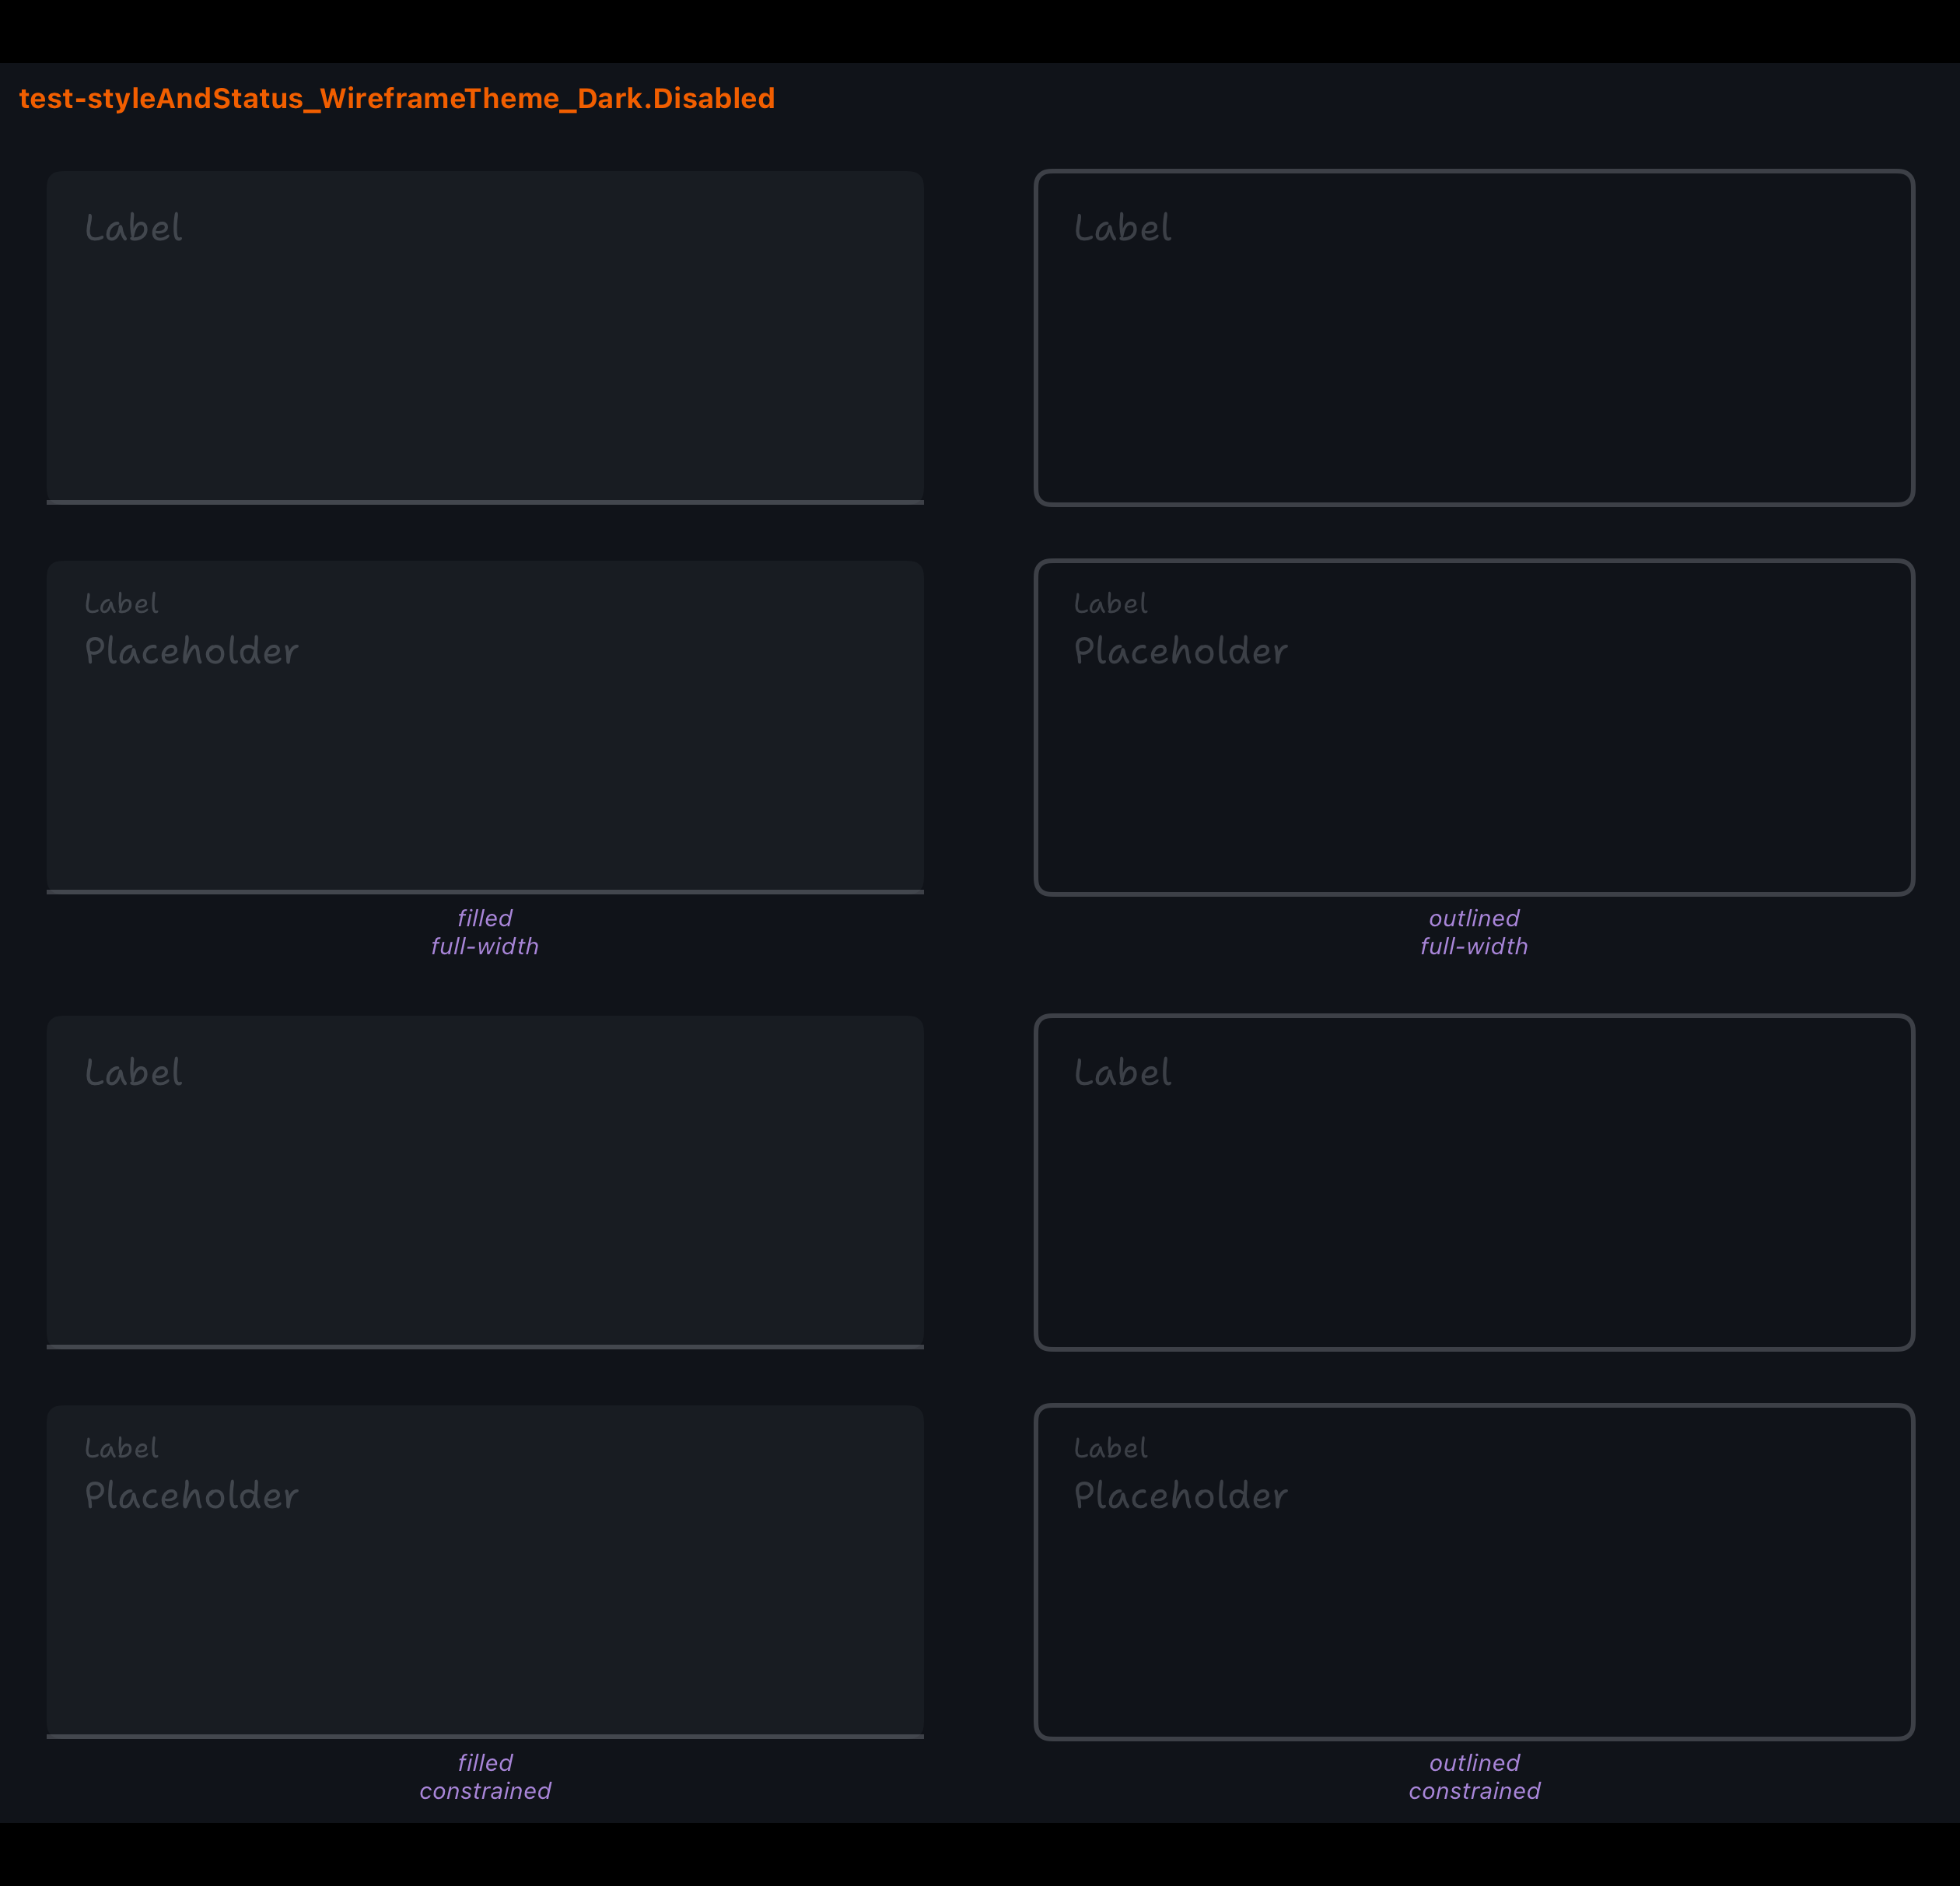 test-styleAndStatus_WireframeTheme_Dark.Disabled
Label
Label
Label
Placeholder
Label
Placeholder
filled
full-width
outlined
full-width
Label
Label
Label
Placeholder
Label
Placeholder
filled
constrained
outlined
constrained